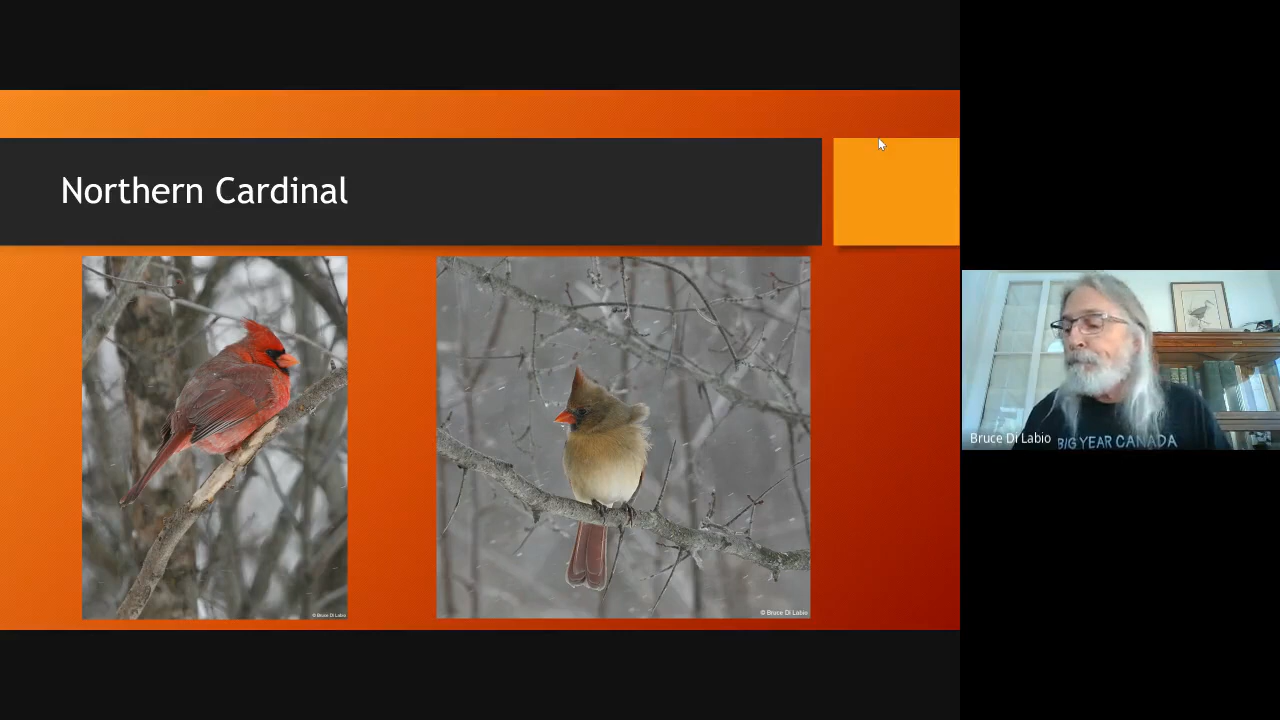 Northern Cardinal
© Bruce Di Labio
© Bruce Di Labio
Bruce Di Labio
BIG YEAR CANADA